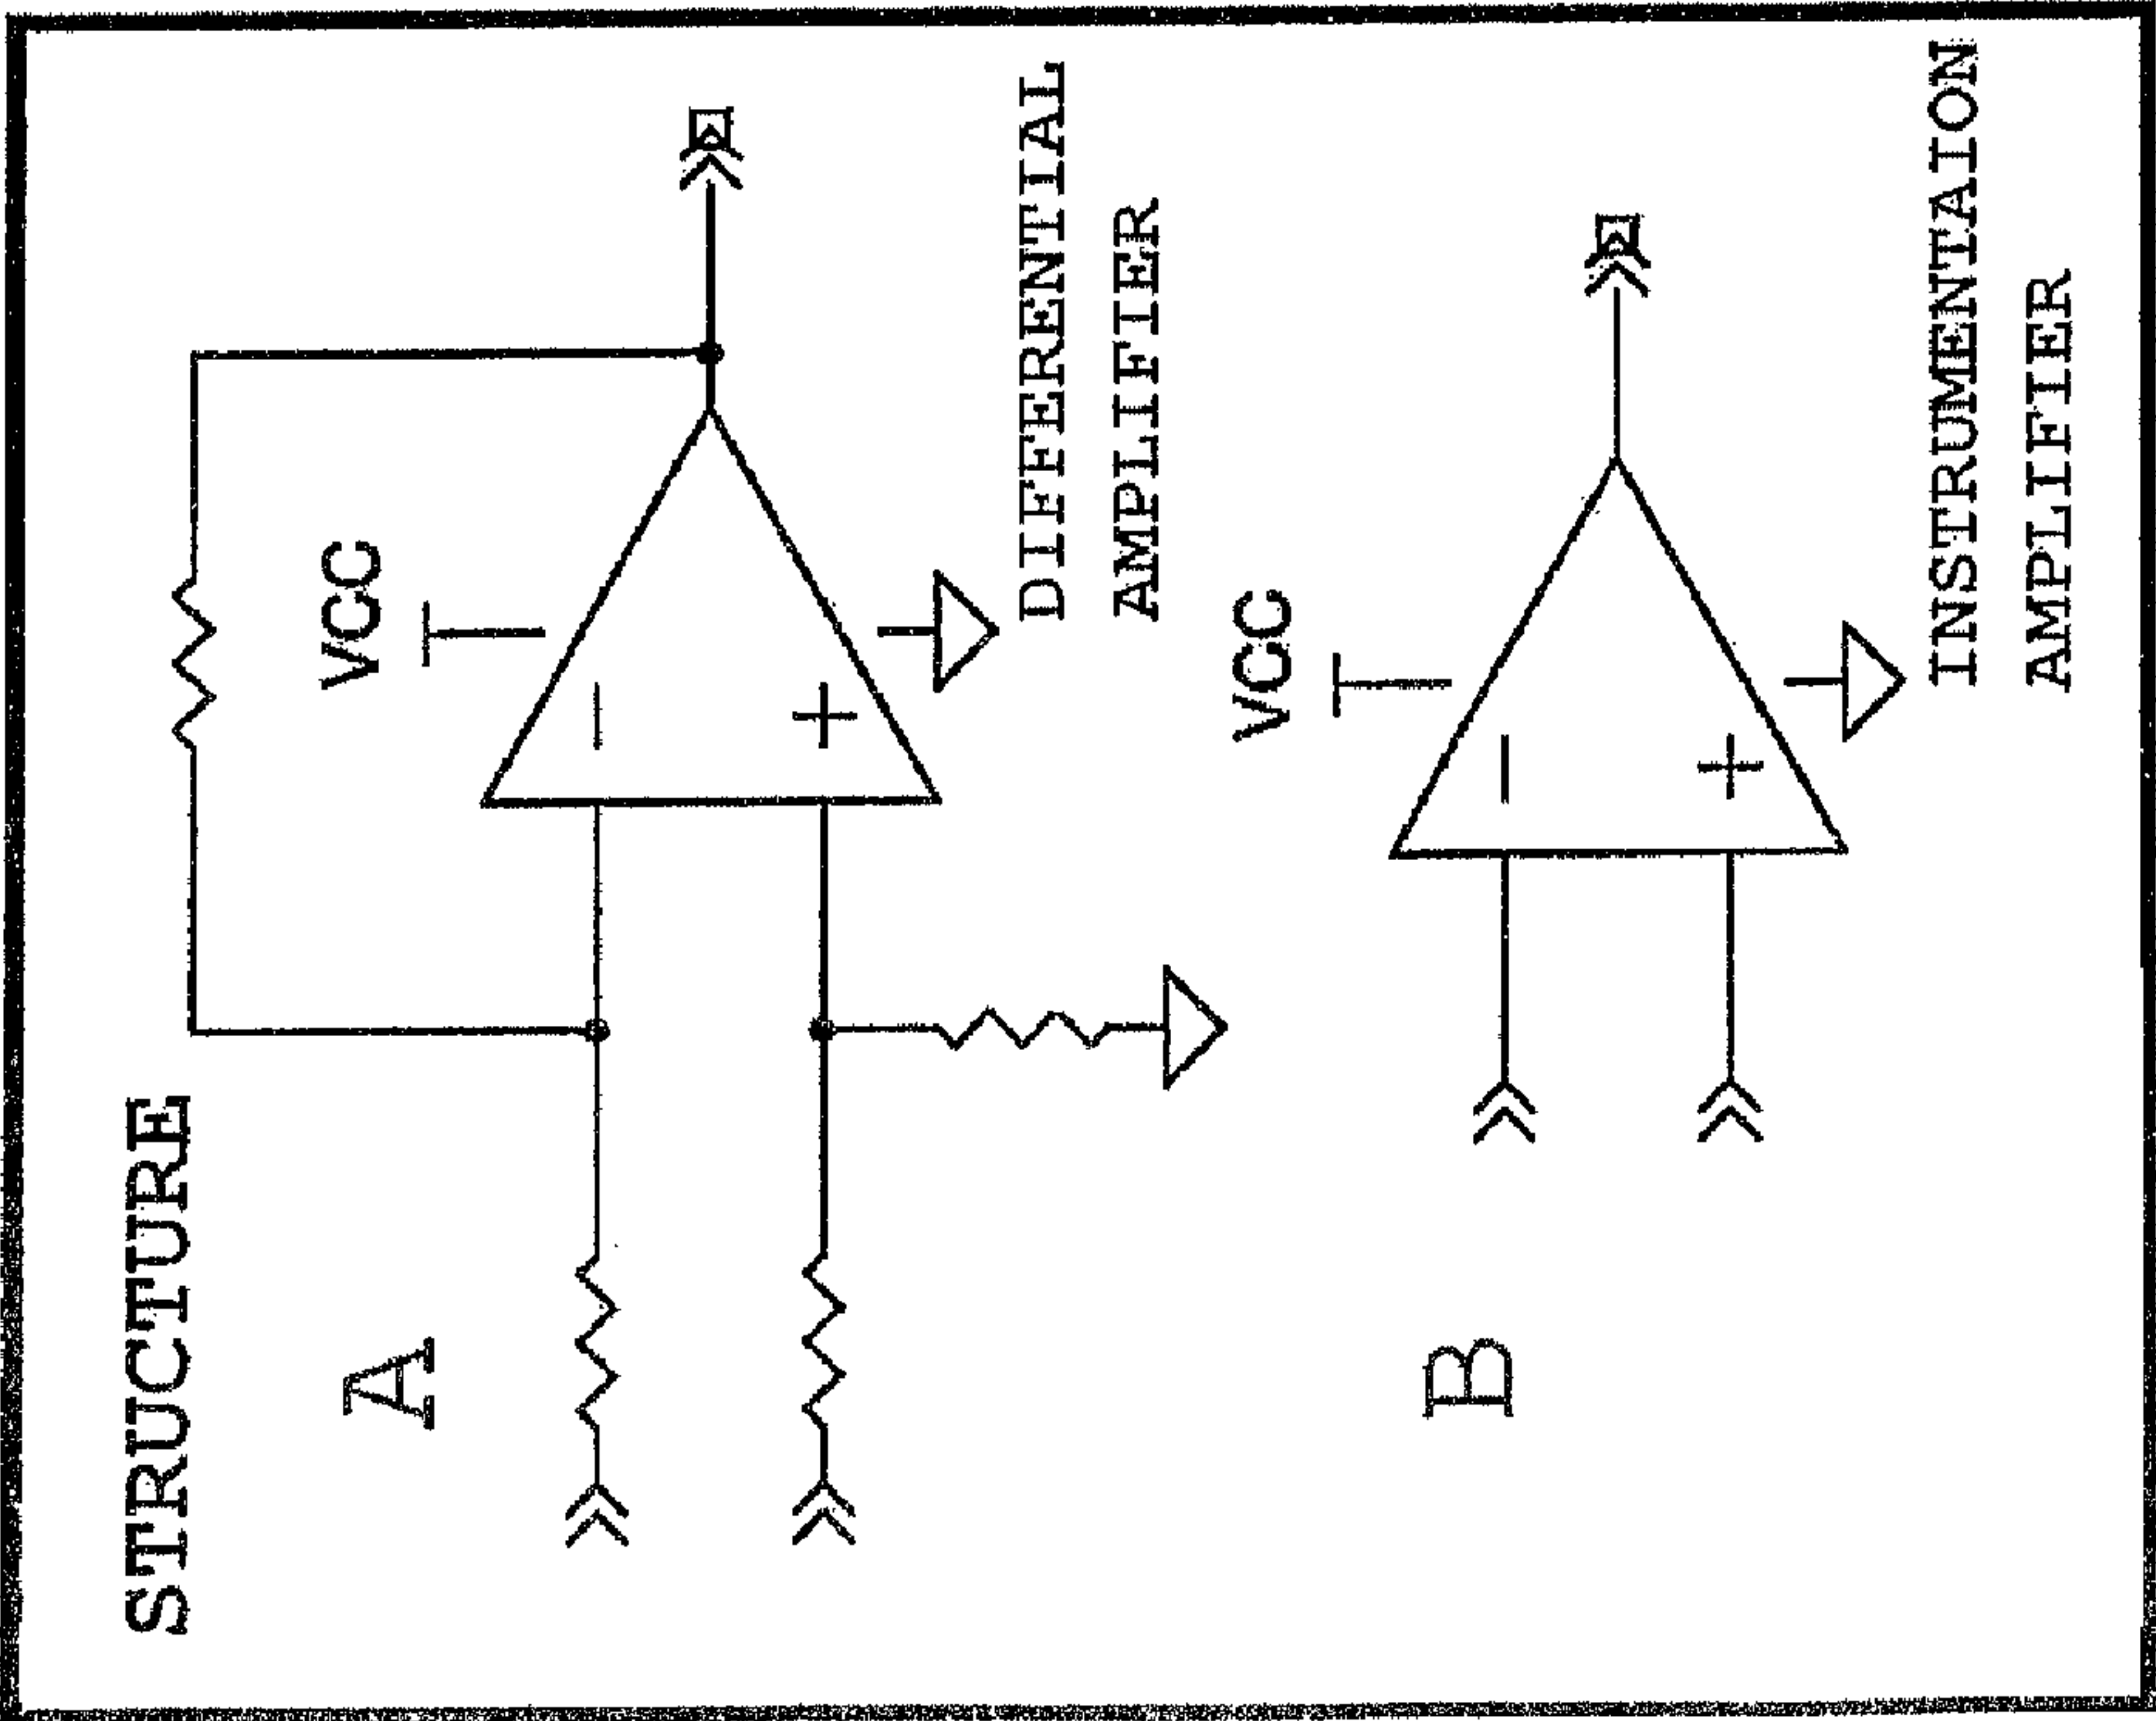 STRUCTURE
A
VCC
−
+
DIFFERENTIAL
AMPLIFIER
B
VCC
−
+
INSTRUMENTAION
AMPLIFIER